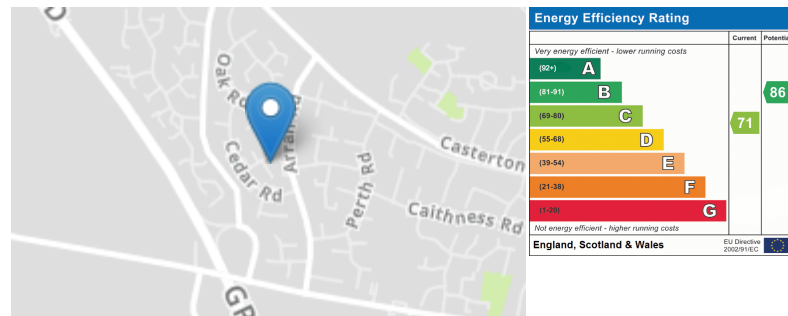 D
Oak Rd
Arran Rd
Cedar Rd
Perth Rd
Casterton
Caithness Rd
GR
Energy Efficiency Rating
Current Potentia
Very energy efficient - lower running costs
(92+) A
(81-91) B
86
(69-80) C
71
(55-68) D
(39-54) E
(21-38) F
(1-20) G
Not energy efficient - higher running costs
England, Scotland & Wales
EU Directive
2002/91/EC